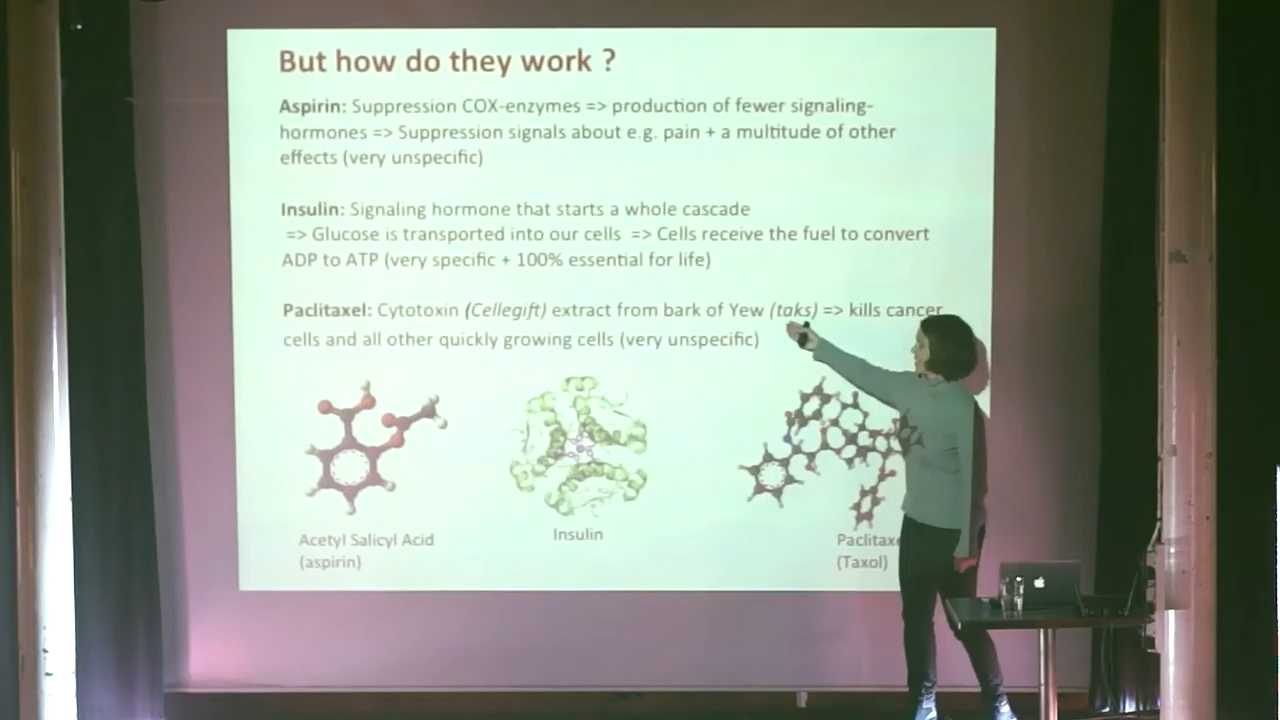 But how do they work ?
Aspirin: Suppression COX-enzymes => production of fewer signaling-
hormones => Suppression signals about e.g. pain + a multitude of other
effects (very unspecific)
Insulin: Signaling hormone that starts a whole cascade
=> Glucose is transported into our cells => Cells receive the fuel to convert
ADP to ATP (very specific + 100% essential for life)
Paclitaxel: Cytotoxin (Cellegift) extract from bark of Yew (taks) => kills cancer
cells and all other quickly growing cells (very unspecific)
Acetyl Salicyl Acid
(aspirin)
Insulin
Paclitaxe
(Taxol)